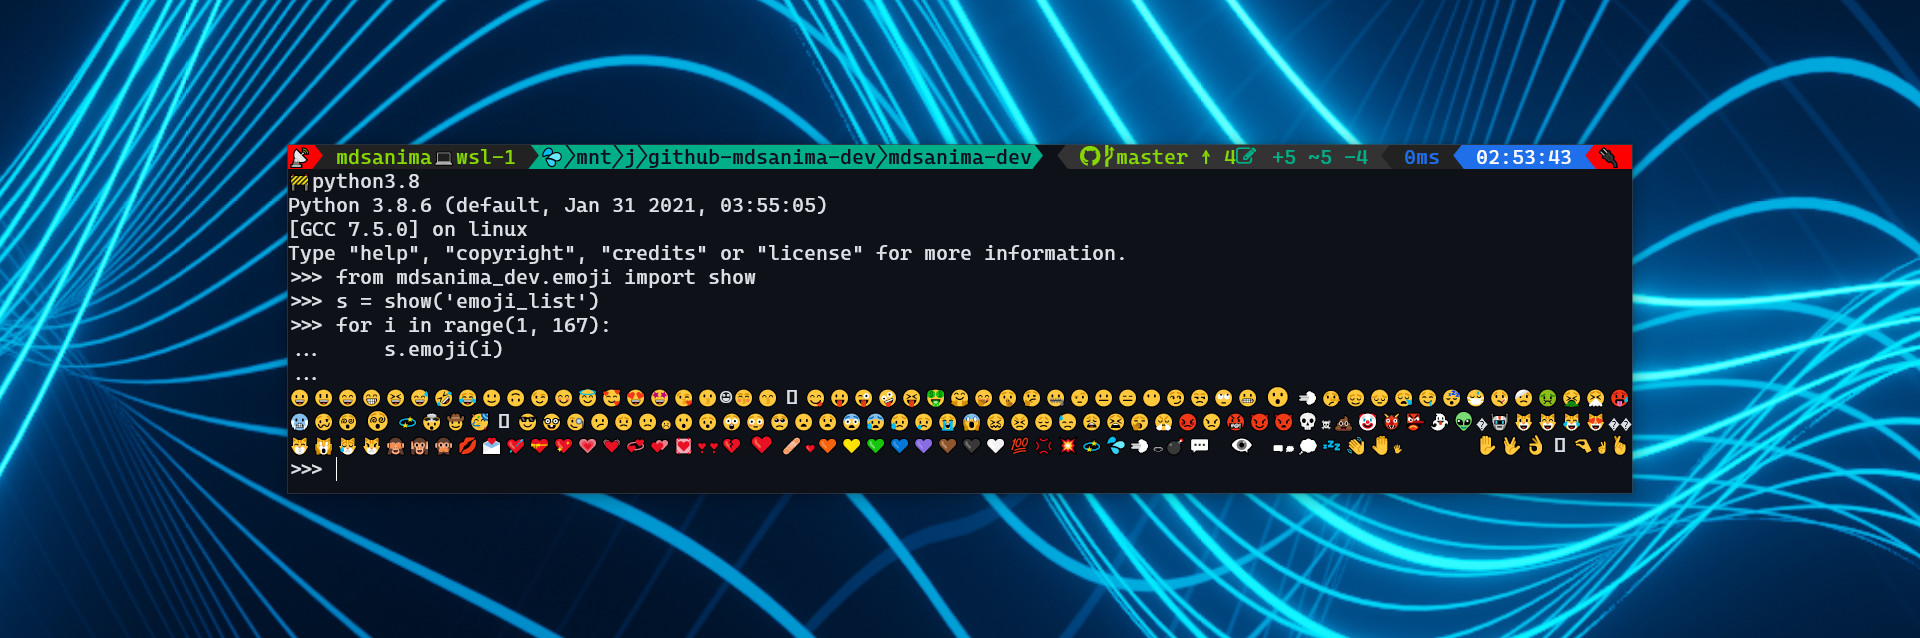 mdsanima💻wsl-1 mnt j github-mdsanima-dev mdsanima-dev master ↑ 4 +5 ~5 -4 0ms 02:53:43
python3.8
Python 3.8.6 (default, Jan 31 2021, 03:55:05)
[GCC 7.5.0] on linux
Type "help", "copyright", "credits" or "license" for more information.
>>> from mdsanima_dev.emoji import show
>>> s = show('emoji_list')
>>> for i in range(1, 167):
...     s.emoji(i)
...
>>>